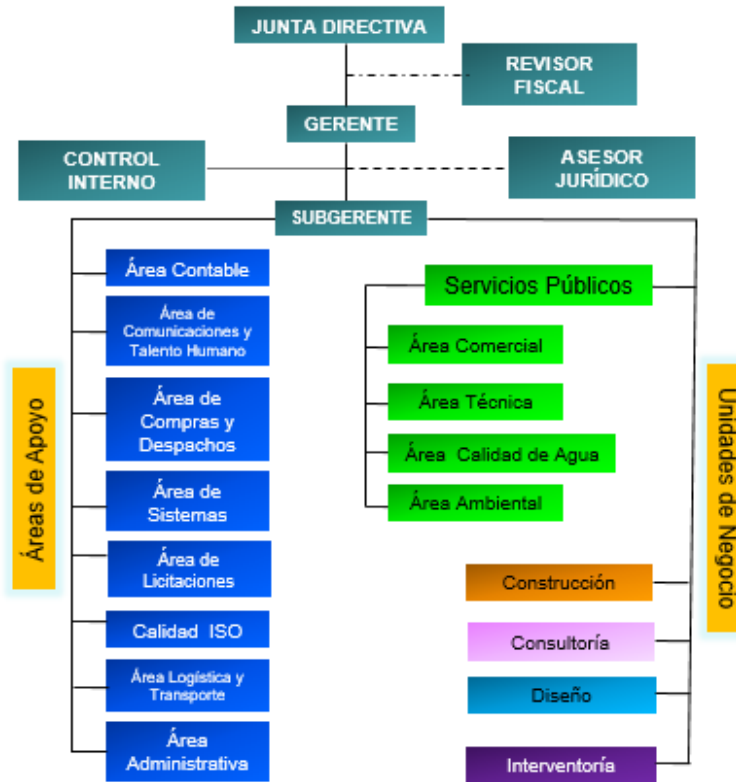 JUNTA DIRECTIVA
REVISOR
FISCAL
GERENTE
CONTROL
INTERNO
ASESOR
JURÍDICO
SUBGERENTE
Áreas de Apoyo
Área Contable
Área de
Comunicaciones y
Talento Humano
Área de
Compras y
Despachos
Área de
Sistemas
Área de
Licitaciones
Calidad ISO
Área Logística y
Transporte
Área
Administrativa
Servicios Públicos
Área Comercial
Área Técnica
Área Calidad de Agua
Área Ambiental
Construcción
Consultoría
Diseño
Interventoría
Unidades de Negocio